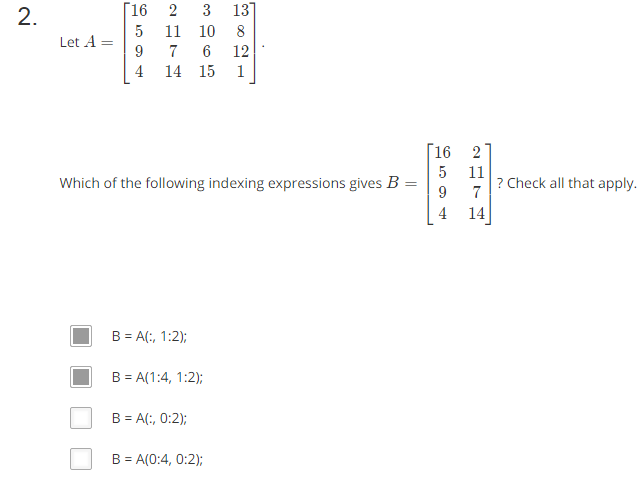 2.
Let A = [16 2 3 13
5 11 10 8
9 7 6 12
4 14 15 1].
Which of the following indexing expressions gives B = [16 2
5 11
9 7
4 14]? Check all that apply.
B = A(:, 1:2);
B = A(1:4, 1:2);
B = A(:, 0:2);
B = A(0:4, 0:2);